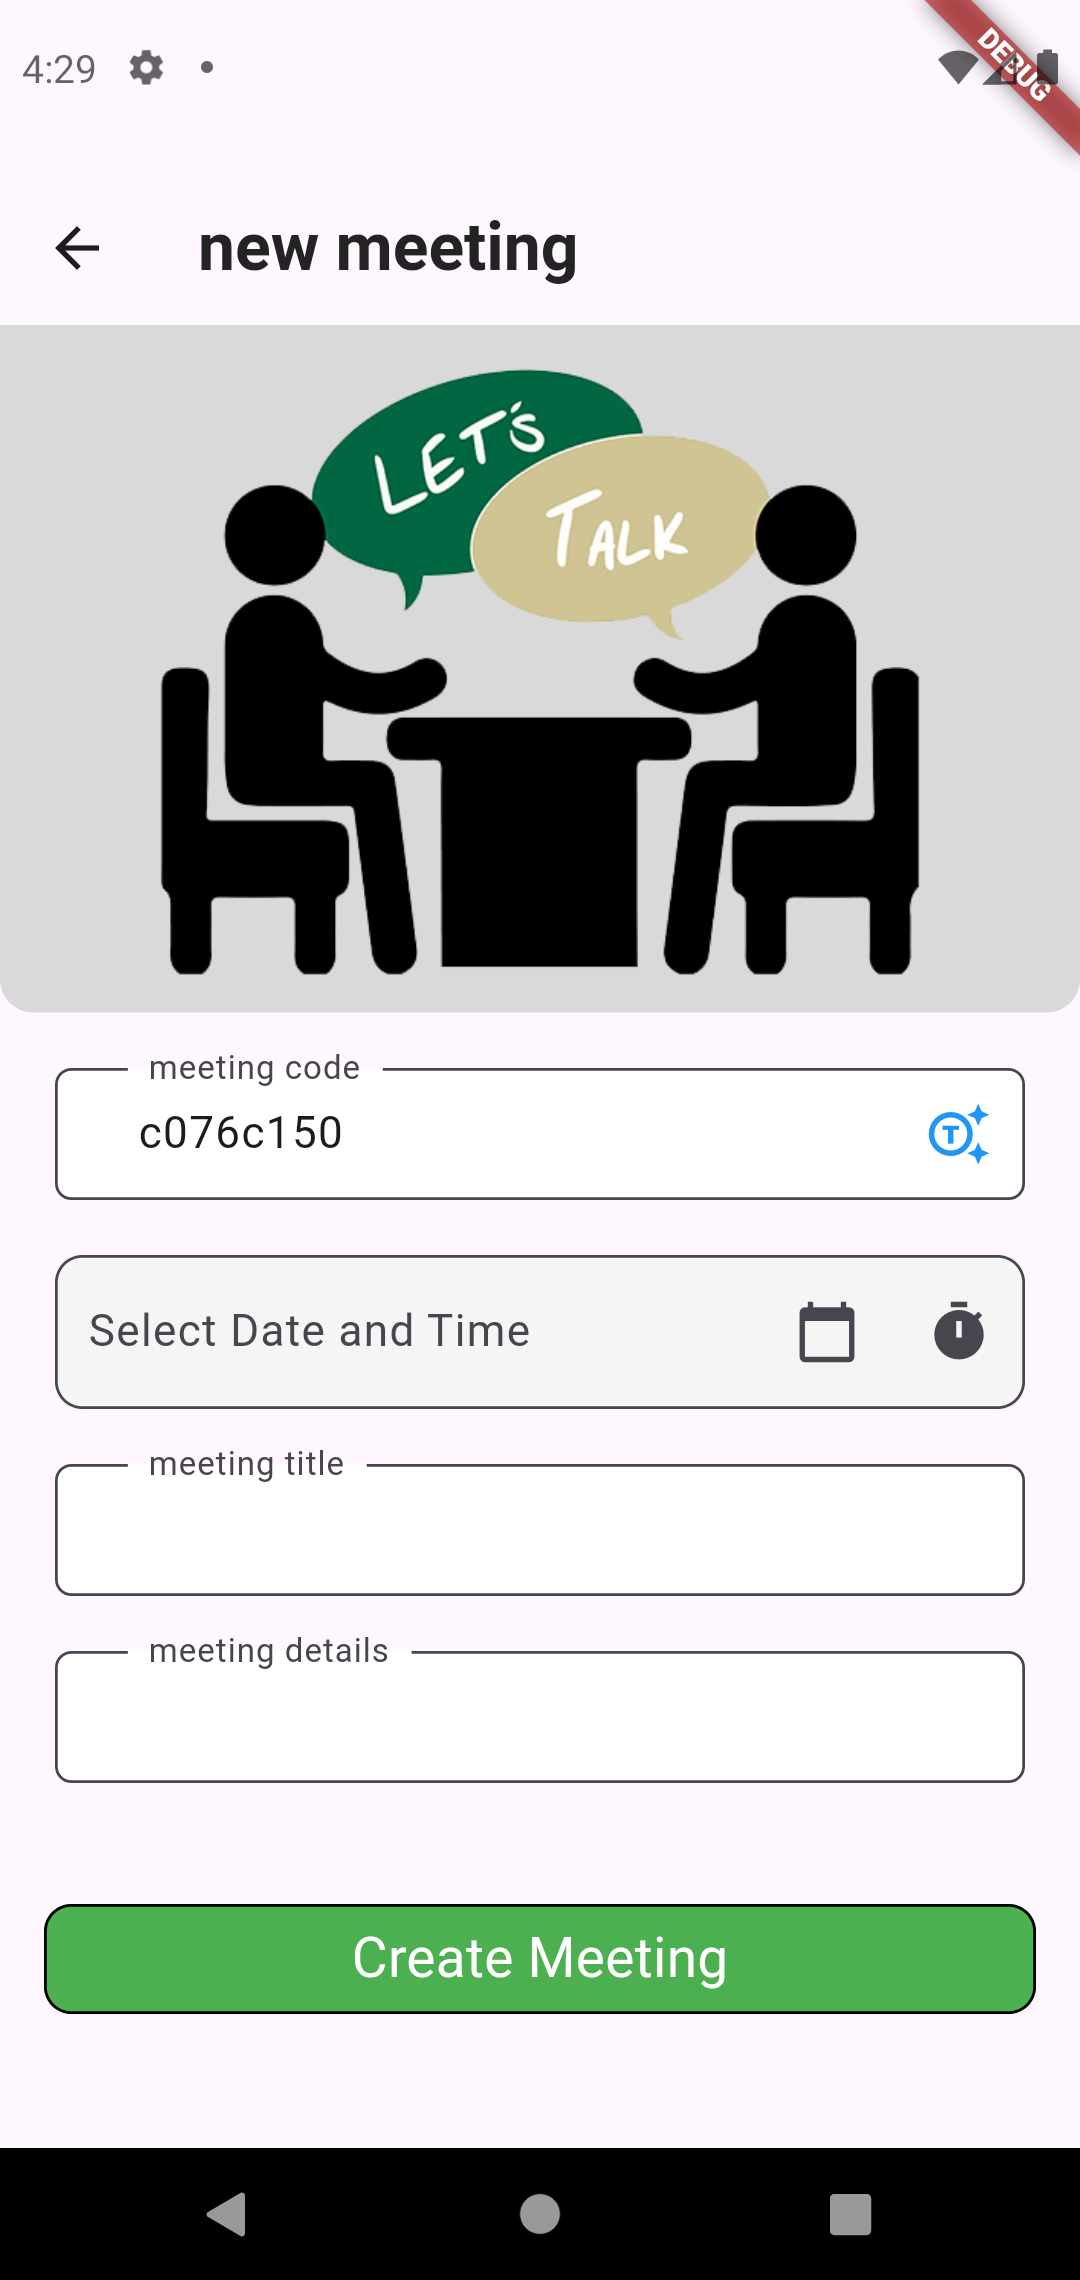 4:29
DEBUG
new meeting
LET'S
TALK
meeting code
c076c150
T
Select Date and Time
meeting title
meeting details
Create Meeting